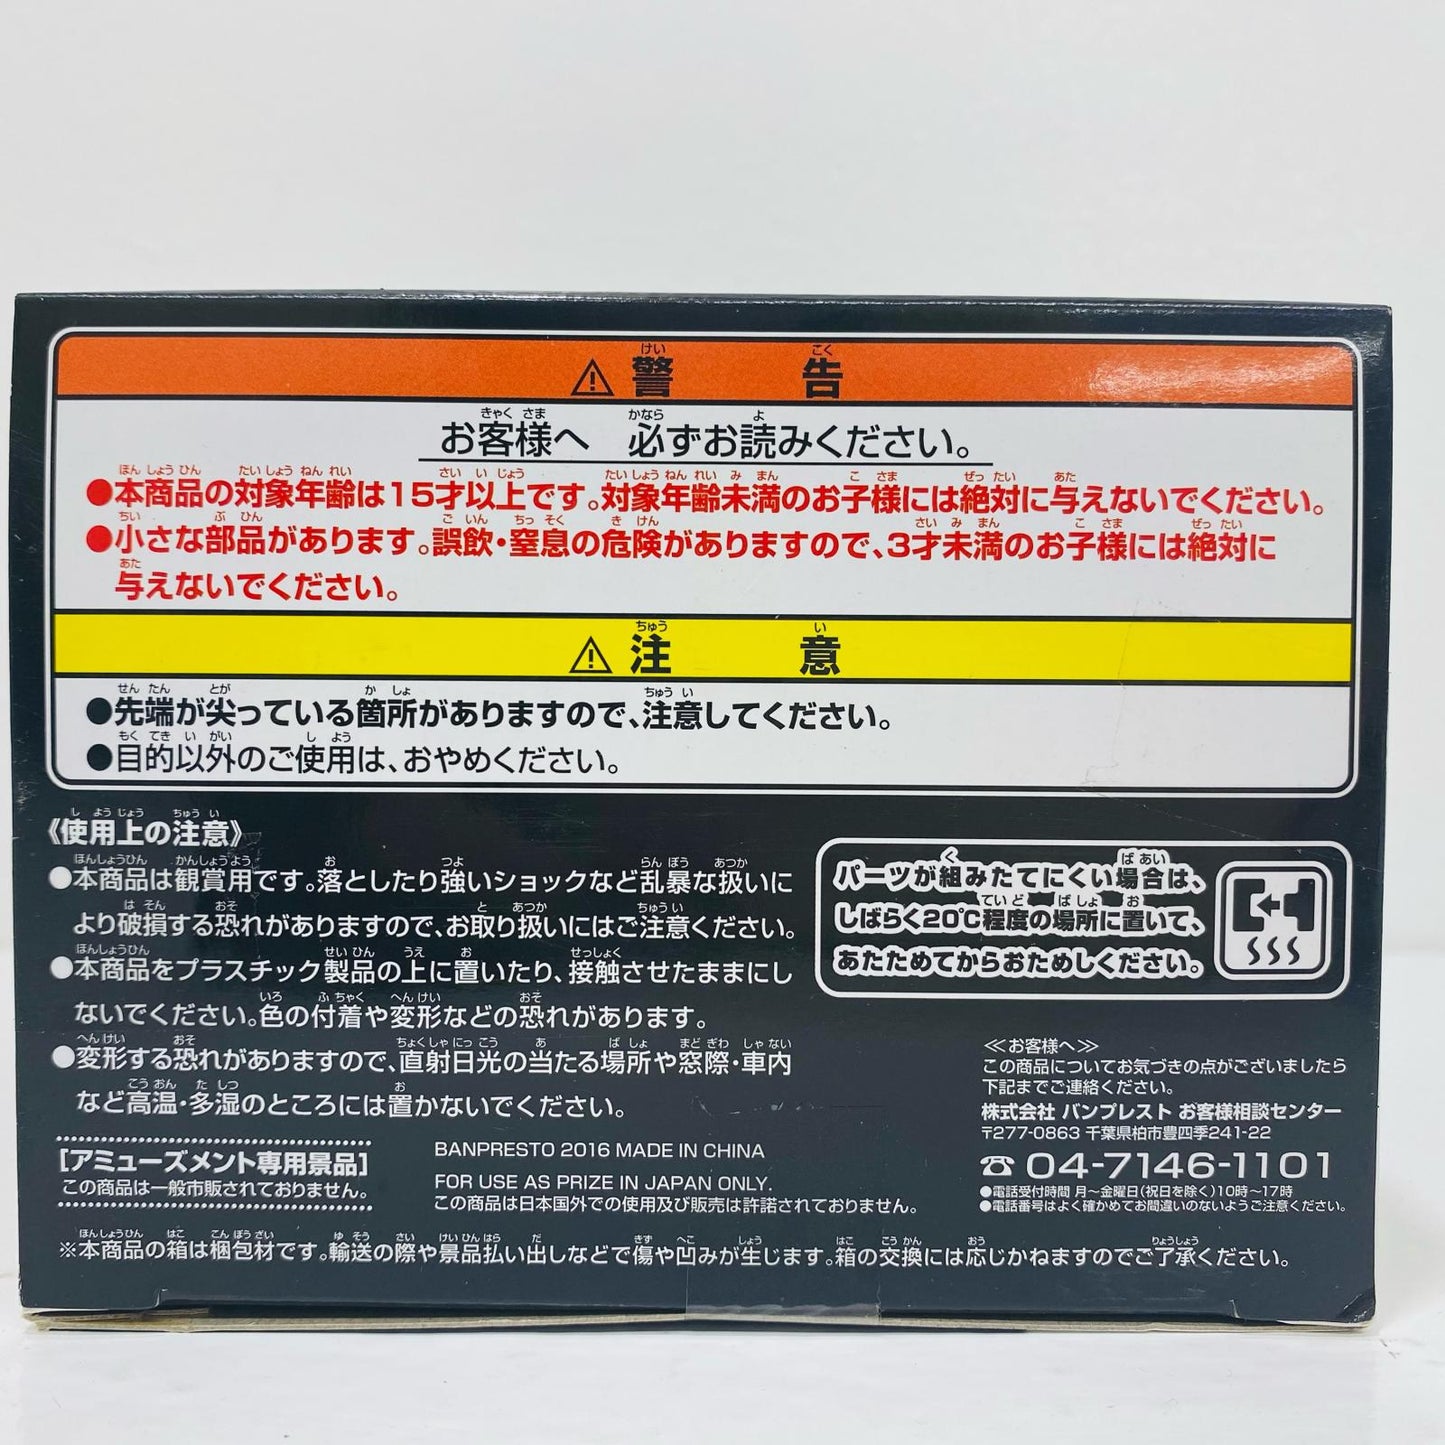 ⚠警告
お客様へ 必ずお読みください。
●本商品の対象年齢は15才以上です。対象年齢未満のお子様には絶対に与えないでください。
●小さな部品があります。誤飲・窒息の危険がありますので、3才未満のお子様には絶対に
与えないでください。
⚠注意
●先端が尖っている箇所がありますので、注意してください。
●目的以外のご使用は、おやめください。
《使用上の注意》
●本商品は観賞用です。落としたり強いショックなど乱暴な扱いに
より破損する恐れがありますので、お取り扱いにはご注意ください。
●本商品をプラスチック製品の上に置いたり、接触させたままにし
ないでください。色の付着や変形などの恐れがあります。
●変形する恐れがありますので、直射日光の当たる場所や窓際・車内
など高温・多湿のところには置かないでください。
パーツが組みたてにくい場合は、
しばらく20℃程度の場所に置いて、
あたためてからおためしください。
≪お客様へ≫
この商品についてお気づきの点がございましたら
下記までご連絡ください。
株式会社 バンプレスト お客様相談センター
〒277-0863 千葉県柏市豊四季241-22
☎ 04-7146-1101
●電話受付時間 月～金曜日(祝日を除く)10時～17時
●電話番号はよく確かめてお間違いのないようご注意ください。
[アミューズメント専用景品]
この商品は一般市販されておりません。
BANPRESTO 2016 MADE IN CHINA
FOR USE AS PRIZE IN JAPAN ONLY.
この商品は日本国外での使用及び販売は許諾されておりません。
※本商品の箱は梱包材です。輸送の際や景品払い出しなどで傷や凹みが生じます。箱の交換には応じかねますのでご了承ください。